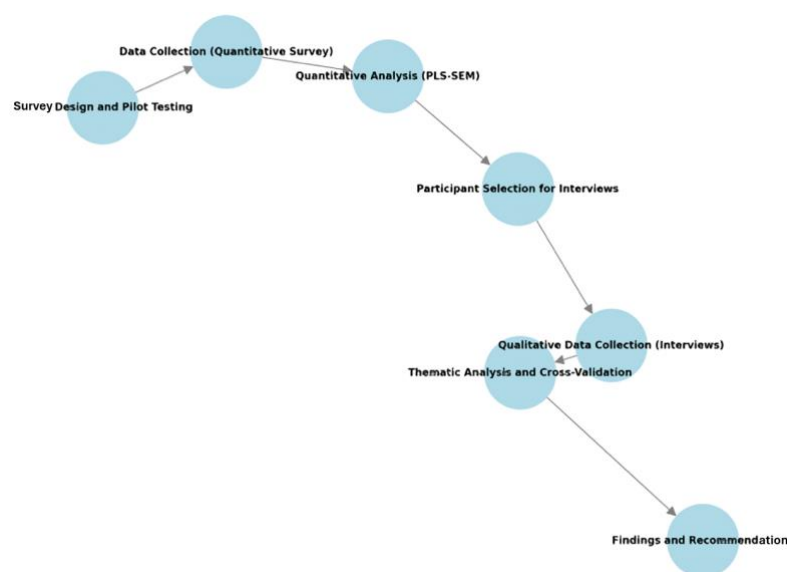 Data Collection (Quantitative Survey)
Quantitative Analysis (PLS-SEM)
Survey Design and Pilot Testing
Participant Selection for Interviews
Qualitative Data Collection (Interviews)
Thematic Analysis and Cross-Validation
Findings and Recommendation